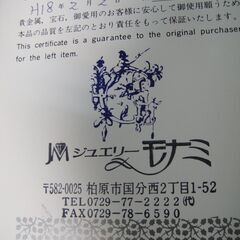 H18年2月2
貴金属，宝石，御愛用のお客様に安心して御使用願うため
本品の品質を左記のとおり責任をもって保証いたします。
This certificate is a guarantee to the original purchaser
for the left item.
JM ジュエリー モナミ
〒582-0025 柏原市国分西2丁目1-52
TEL0729-77-2222㈹
FAX0729-78-6590